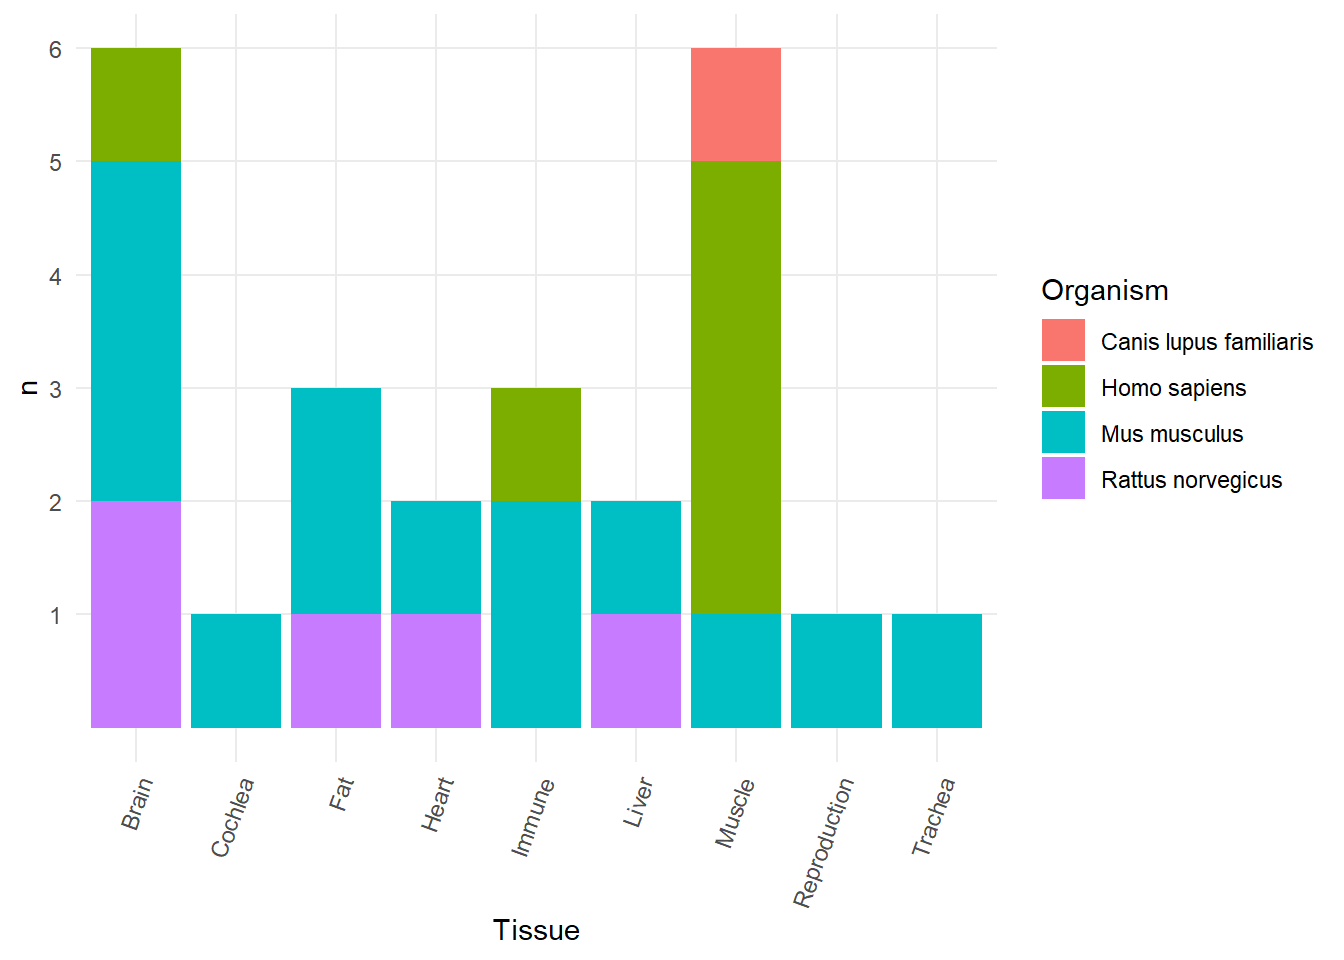 6
5
4
3
2
1
n
Brain
Cochlea
Fat
Heart
Immune
Liver
Muscle
Reproduction
Trachea
Tissue
Organism
Canis lupus familiaris
Homo sapiens
Mus musculus
Rattus norvegicus